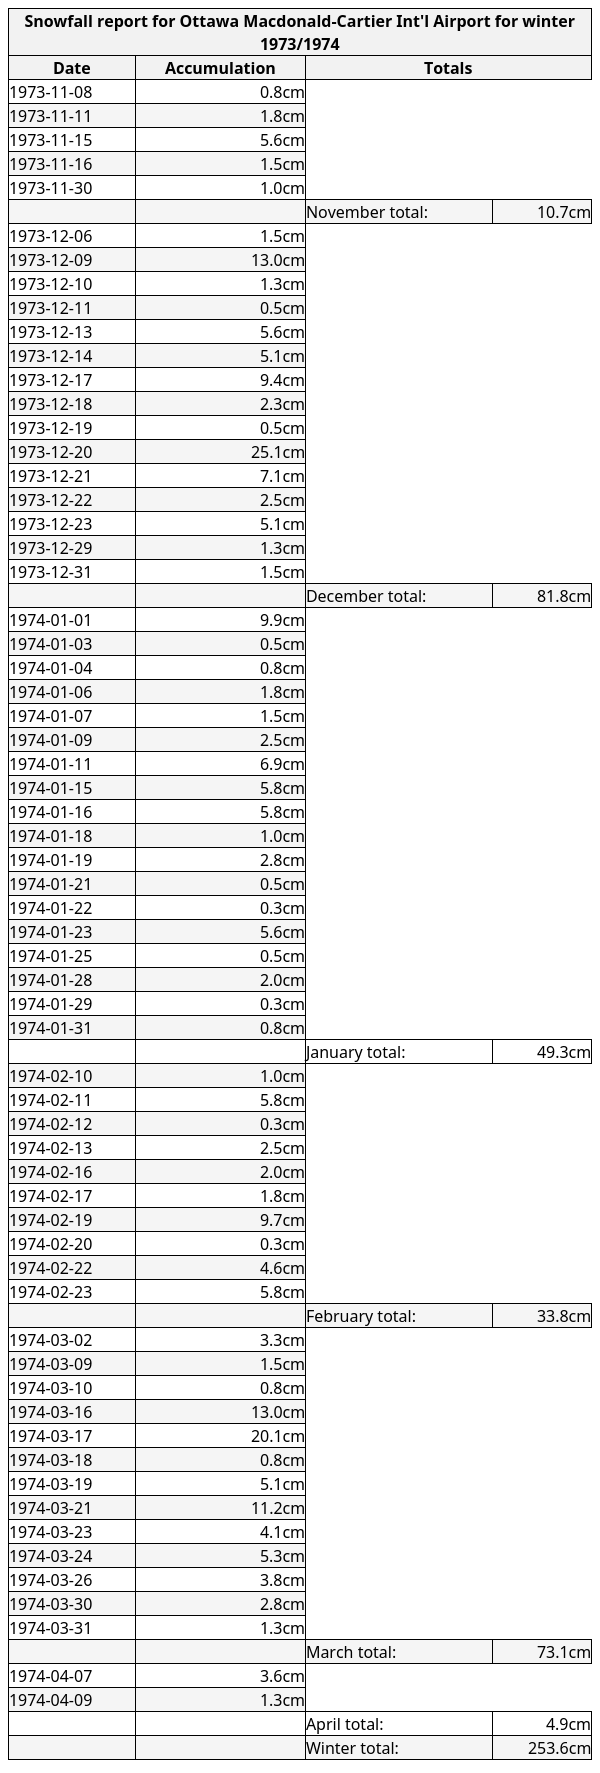 Snowfall report for Ottawa Macdonald-Cartier Int'l Airport for winter
1973/1974
Date Accumulation Totals
1973-11-08 0.8cm
1973-11-11 1.8cm
1973-11-15 5.6cm
1973-11-16 1.5cm
1973-11-30 1.0cm
November total: 10.7cm
1973-12-06 1.5cm
1973-12-09 13.0cm
1973-12-10 1.3cm
1973-12-11 0.5cm
1973-12-13 5.6cm
1973-12-14 5.1cm
1973-12-17 9.4cm
1973-12-18 2.3cm
1973-12-19 0.5cm
1973-12-20 25.1cm
1973-12-21 7.1cm
1973-12-22 2.5cm
1973-12-23 5.1cm
1973-12-29 1.3cm
1973-12-31 1.5cm
December total: 81.8cm
1974-01-01 9.9cm
1974-01-03 0.5cm
1974-01-04 0.8cm
1974-01-06 1.8cm
1974-01-07 1.5cm
1974-01-09 2.5cm
1974-01-11 6.9cm
1974-01-15 5.8cm
1974-01-16 5.8cm
1974-01-18 1.0cm
1974-01-19 2.8cm
1974-01-21 0.5cm
1974-01-22 0.3cm
1974-01-23 5.6cm
1974-01-25 0.5cm
1974-01-28 2.0cm
1974-01-29 0.3cm
1974-01-31 0.8cm
January total: 49.3cm
1974-02-10 1.0cm
1974-02-11 5.8cm
1974-02-12 0.3cm
1974-02-13 2.5cm
1974-02-16 2.0cm
1974-02-17 1.8cm
1974-02-19 9.7cm
1974-02-20 0.3cm
1974-02-22 4.6cm
1974-02-23 5.8cm
February total: 33.8cm
1974-03-02 3.3cm
1974-03-09 1.5cm
1974-03-10 0.8cm
1974-03-16 13.0cm
1974-03-17 20.1cm
1974-03-18 0.8cm
1974-03-19 5.1cm
1974-03-21 11.2cm
1974-03-23 4.1cm
1974-03-24 5.3cm
1974-03-26 3.8cm
1974-03-30 2.8cm
1974-03-31 1.3cm
March total: 73.1cm
1974-04-07 3.6cm
1974-04-09 1.3cm
April total: 4.9cm
Winter total: 253.6cm